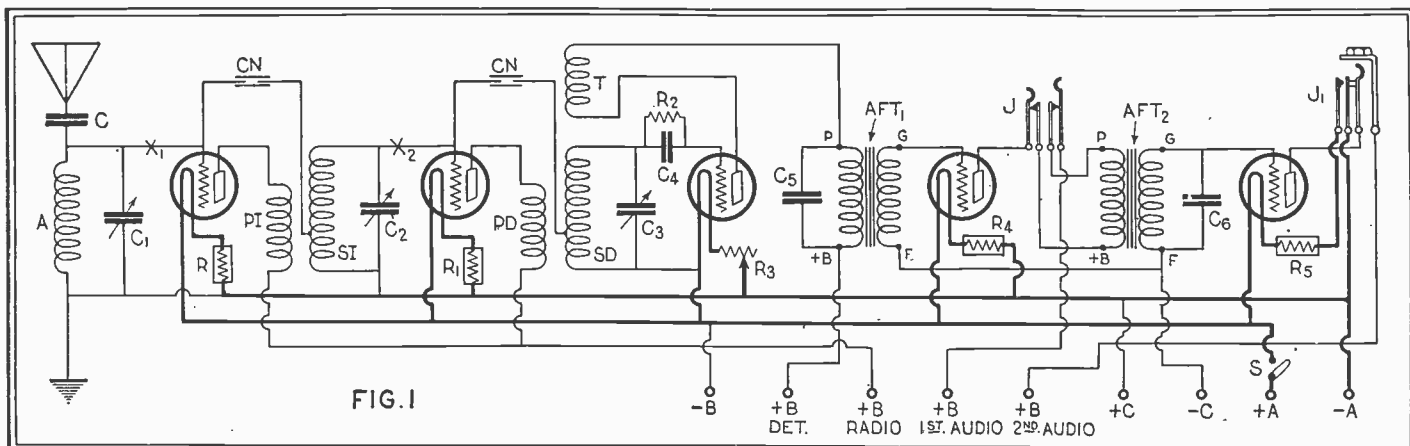 CN
CN
T
C
R2
J
J1
AFT1
AFT2
X1
X2
P
G
P
G
C4
C5
C6
A
C1
PI
SI
C2
PD
SD
C3
R4
R
R1
R3
+B
F
+B
F
R5
S
FIG.1
-B
+B
DET.
+B
RADIO
+B
1ST. AUDIO
+B
2ND. AUDIO
+C
-C
+A
-A